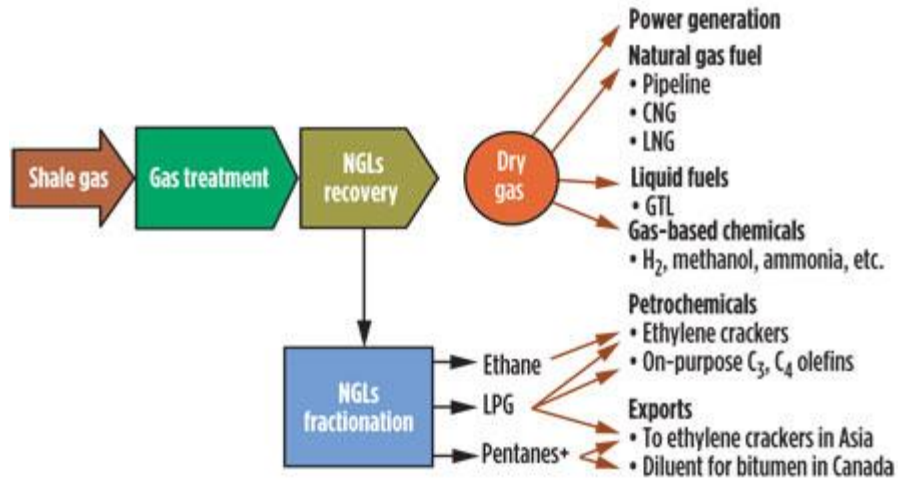 Power generation
Natural gas fuel
• Pipeline
• CNG
• LNG
Shale gas
Gas treatment
NGLs
recovery
Dry
gas
Liquid fuels
• GTL
Gas-based chemicals
• H₂, methanol, ammonia, etc.
Petrochemicals
• Ethylene crackers
• On-purpose C₃, C₄ olefins
NGLs
fractionation
Ethane
LPG
Pentanes+
Exports
• To ethylene crackers in Asia
• Diluent for bitumen in Canada